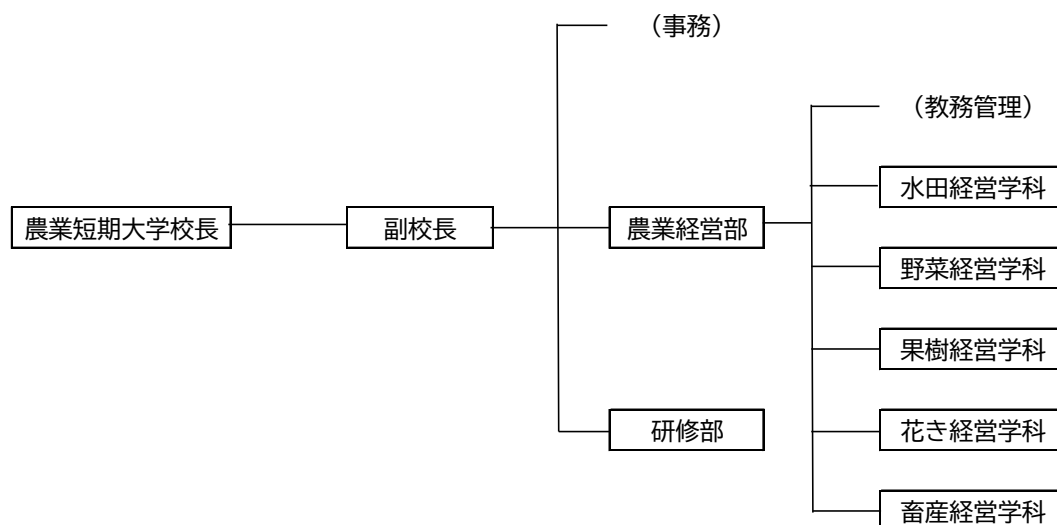 （事務）
（教務管理）
水田経営学科
農業短期大学校長
副校長
農業経営部
野菜経営学科
果樹経営学科
研修部
花き経営学科
畜産経営学科